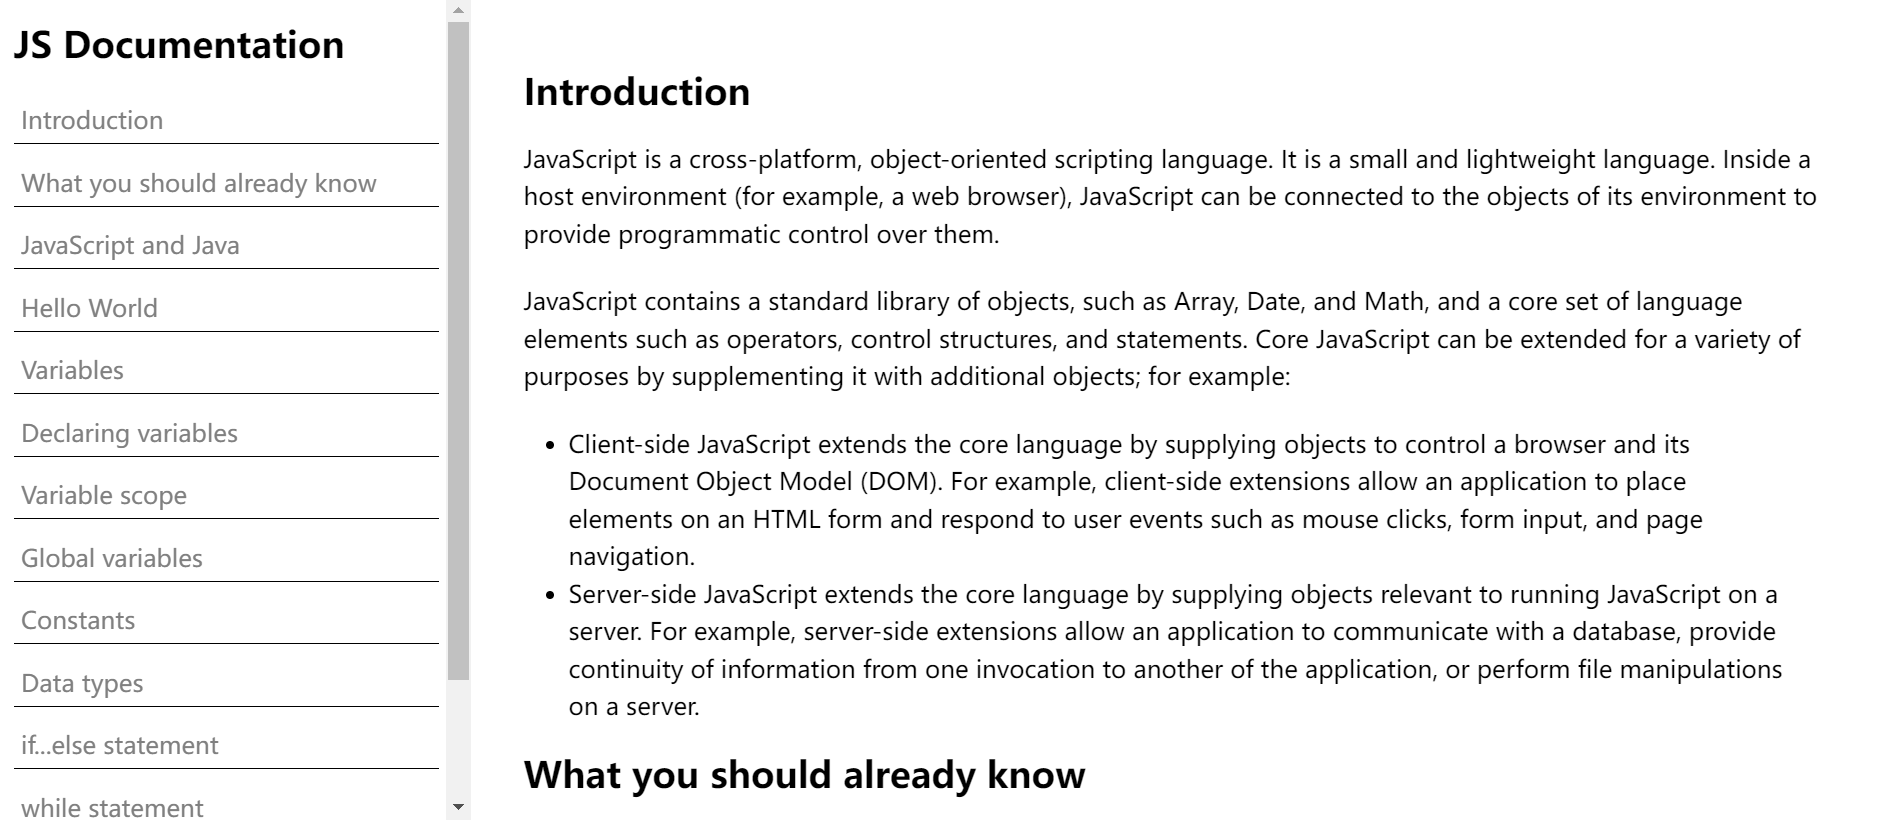 JS Documentation
Introduction
What you should already know
JavaScript and Java
Hello World
Variables
Declaring variables
Variable scope
Global variables
Constants
Data types
if...else statement
while statement
Introduction
JavaScript is a cross-platform, object-oriented scripting language. It is a small and lightweight language. Inside a
host environment (for example, a web browser), JavaScript can be connected to the objects of its environment to
provide programmatic control over them.
JavaScript contains a standard library of objects, such as Array, Date, and Math, and a core set of language
elements such as operators, control structures, and statements. Core JavaScript can be extended for a variety of
purposes by supplementing it with additional objects; for example:
• Client-side JavaScript extends the core language by supplying objects to control a browser and its
Document Object Model (DOM). For example, client-side extensions allow an application to place
elements on an HTML form and respond to user events such as mouse clicks, form input, and page
navigation.
• Server-side JavaScript extends the core language by supplying objects relevant to running JavaScript on a
server. For example, server-side extensions allow an application to communicate with a database, provide
continuity of information from one invocation to another of the application, or perform file manipulations
on a server.
What you should already know